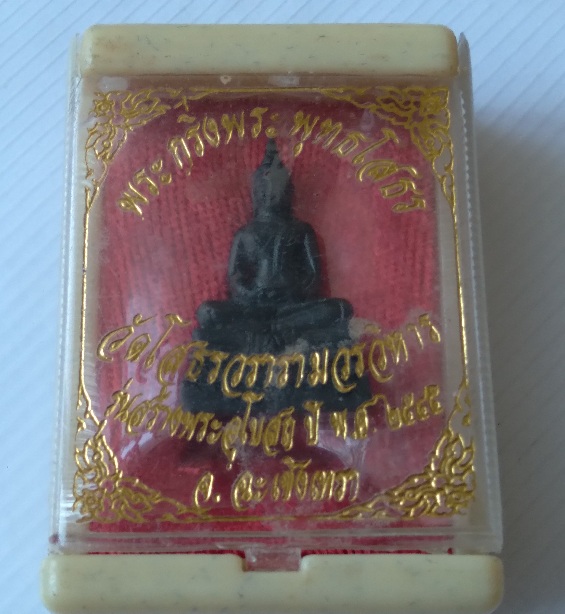 พระกริ่งพระพุทธโสธร
วัดโสธรวรารามวรวิหาร
รุ่นสร้างพระอุโบสถ ปี พ.ศ. ๒๕๓๕
จ. ฉะเชิงเทรา